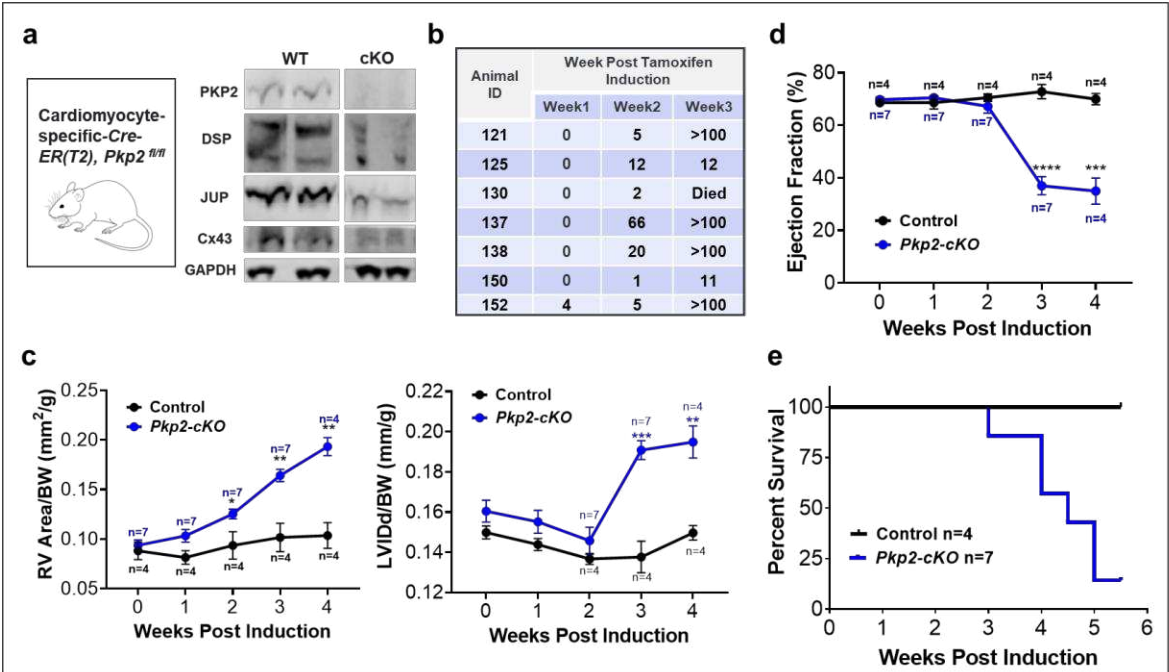 a
WT cKO
Cardiomyocyte-
specific-Cre-
ER(T2), Pkp2 fl/fl
PKP2
DSP
JUP
Cx43
GAPDH
b
Animal ID
Week Post Tamoxifen Induction
Week1 Week2 Week3
121 0 5 >100
125 0 12 12
130 0 2 Died
137 0 66 >100
138 0 20 >100
150 0 1 11
152 4 5 >100
c
RV Area/BW (mm²/g)
0.25
0.20
0.15
0.10
0.05
Control
Pkp2-cKO
n=7 n=7 n=7 n=7 n=4
* ** **
n=4 n=4 n=4 n=4 n=4
0 1 2 3 4
Weeks Post Induction
LVIDd/BW (mm/g)
0.22
0.20
0.18
0.16
0.14
0.12
Control
Pkp2-cKO
n=7 n=7 n=4
*** **
n=4 n=4 n=4
0 1 2 3 4
Weeks Post Induction
d
Ejection Fraction (%)
80
60
40
20
0
n=4 n=4 n=4 n=4 n=4
n=7 n=7 n=7
**** ***
n=7 n=4
Control
Pkp2-cKO
0 1 2 3 4
Weeks Post Induction
e
Percent Survival
100
75
50
25
0
Control n=4
Pkp2-cKO n=7
0 1 2 3 4 5 6
Weeks Post Induction